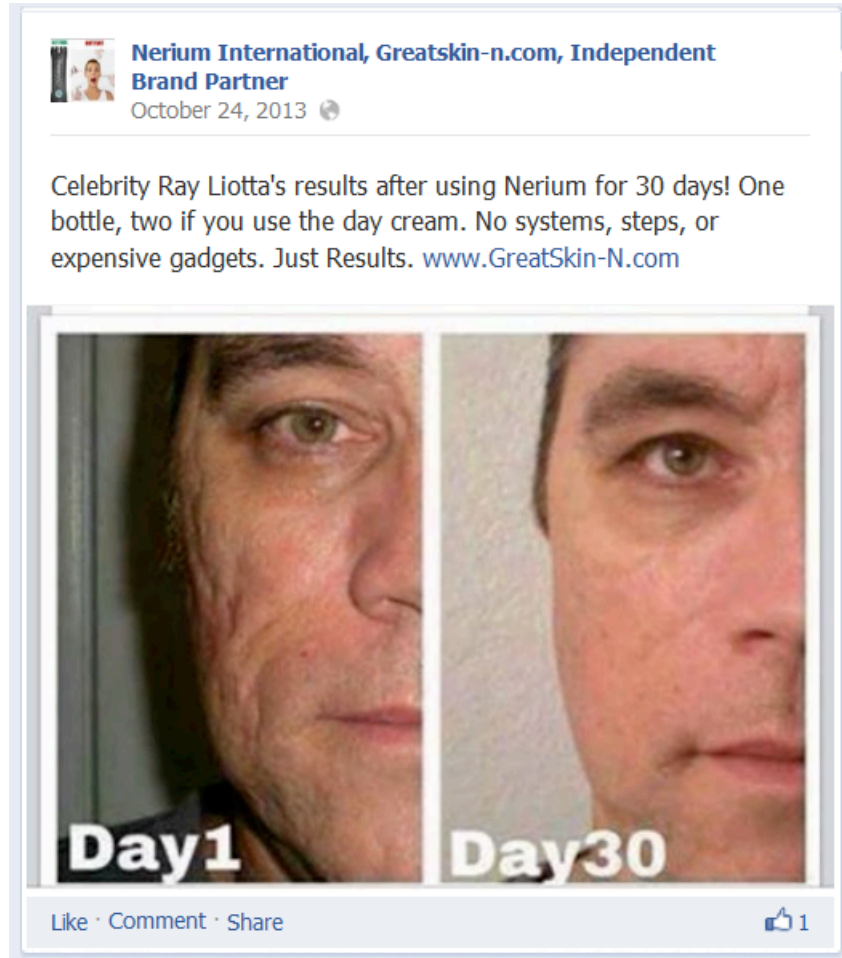 Nerium International, Greatskin-n.com, Independent
Brand Partner
October 24, 2013
Celebrity Ray Liotta's results after using Nerium for 30 days! One
bottle, two if you use the day cream. No systems, steps, or
expensive gadgets. Just Results. www.GreatSkin-N.com
Day1 Day30
Like · Comment · Share 1